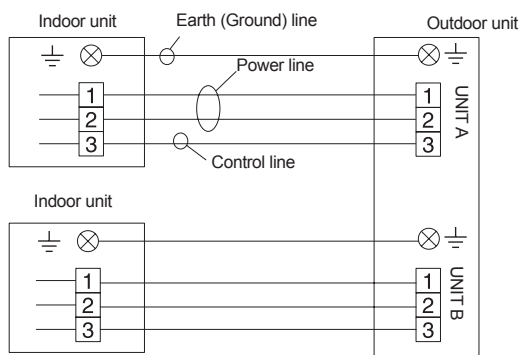 Indoor unit
Earth (Ground) line
Outdoor unit
Power line
1 1
2 2
3 3
UNIT A
Control line
Indoor unit
1 1
2 2
3 3
UNIT B